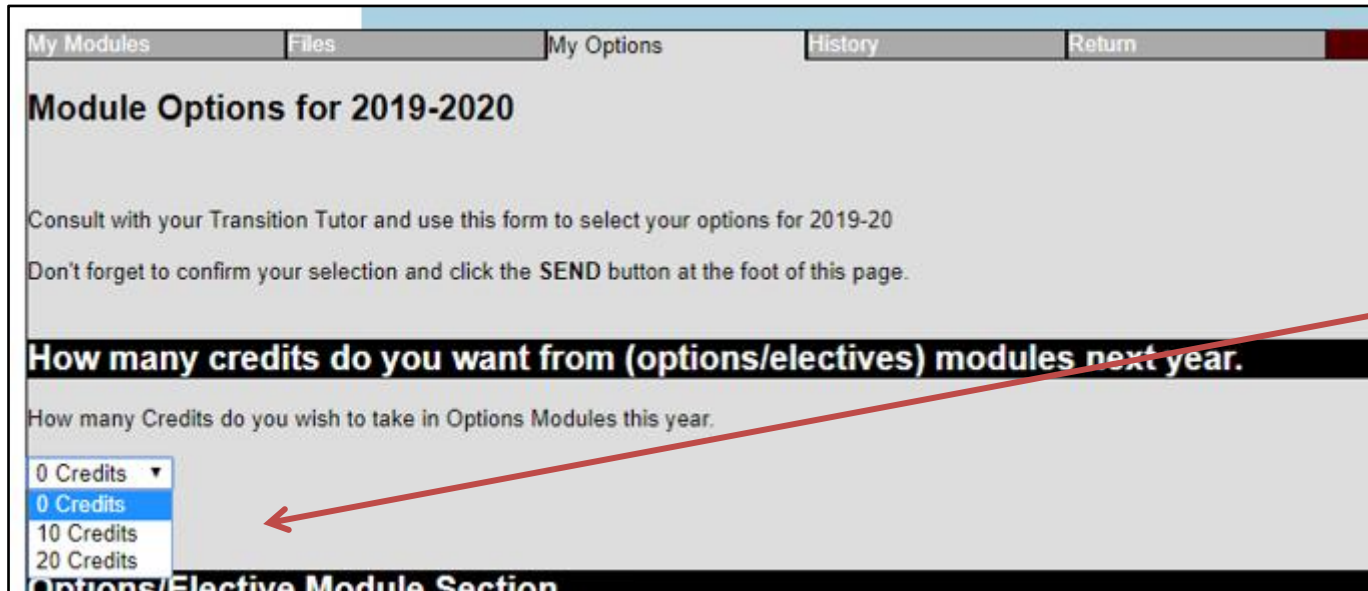 My Modules Files My Options History Return
Module Options for 2019-2020
Consult with your Transition Tutor and use this form to select your options for 2019-20
Don't forget to confirm your selection and click the SEND button at the foot of this page.
How many credits do you want from (options/electives) modules next year.
How many Credits do you wish to take in Options Modules this year.
0 Credits
0 Credits
10 Credits
20 Credits
Options/Elective Module Section